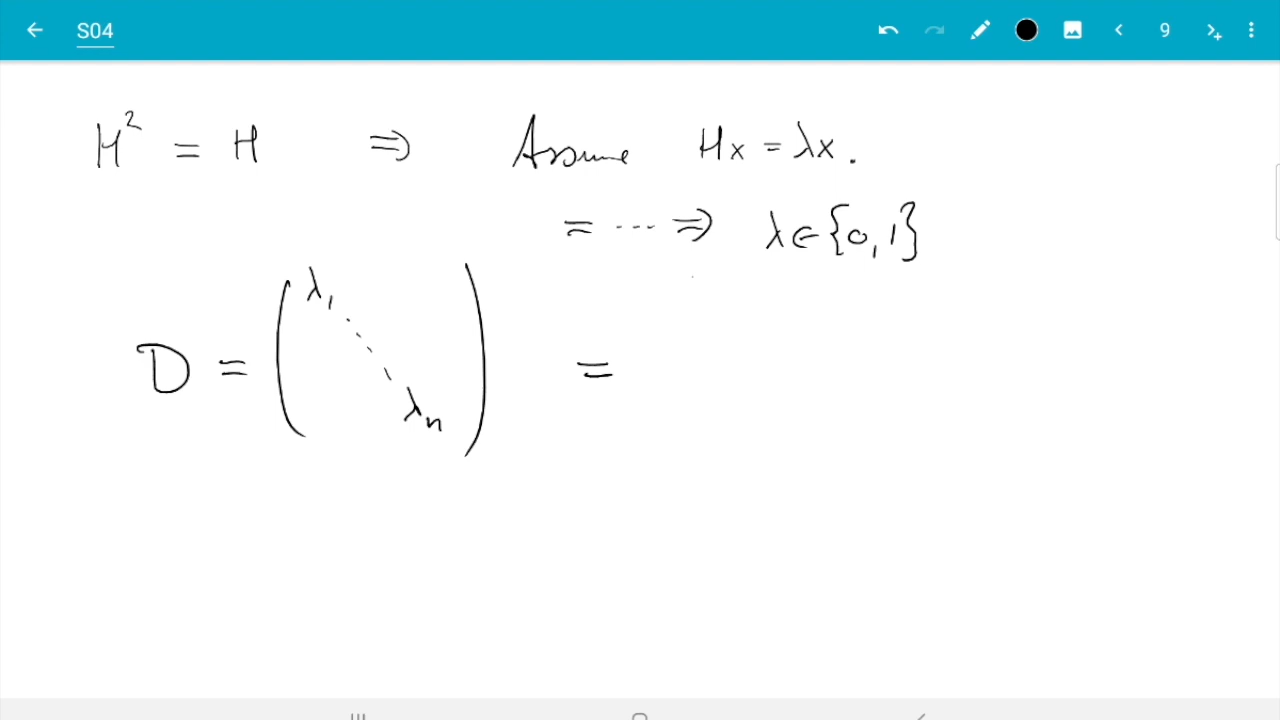 S04
9
H² = H ⇒ Assume Hx = λx.
= ... ⇒ λ∈{0,1}
D = ( λ₁ ⋱ λₙ ) =